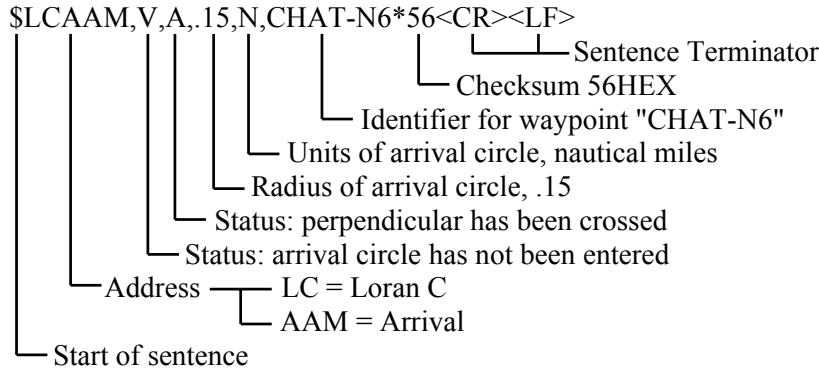 $LCAAM,V,A,.15,N,CHAT-N6*56<CR><LF>
Sentence Terminator
Checksum 56HEX
Identifier for waypoint "CHAT-N6"
Units of arrival circle, nautical miles
Radius of arrival circle, .15
Status: perpendicular has been crossed
Status: arrival circle has not been entered
Address LC = Loran C
AAM = Arrival
Start of sentence